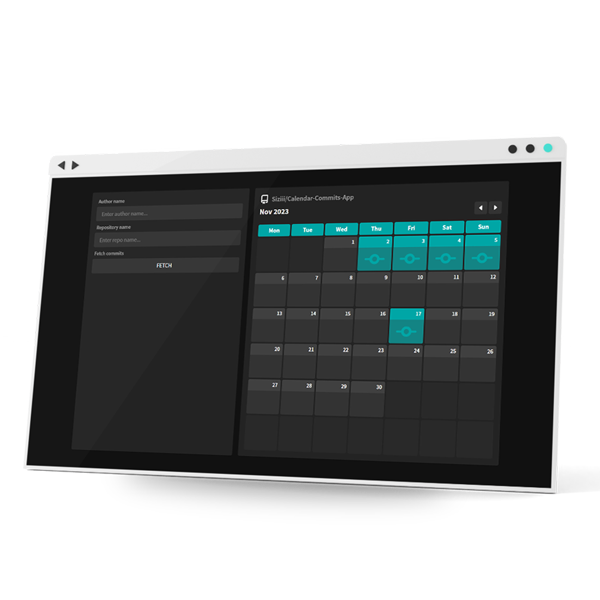 Author name
Enter author name...
Repository name
Enter repo name...
Fetch commits
FETCH
Siziii/Calendar-Commits-App
Nov 2023
Mon Tue Wed Thu Fri Sat Sun
1 2 3 4 5
6 7 8 9 10 11 12
13 14 15 16 17 18 19
20 21 22 23 24 25 26
27 28 29 30